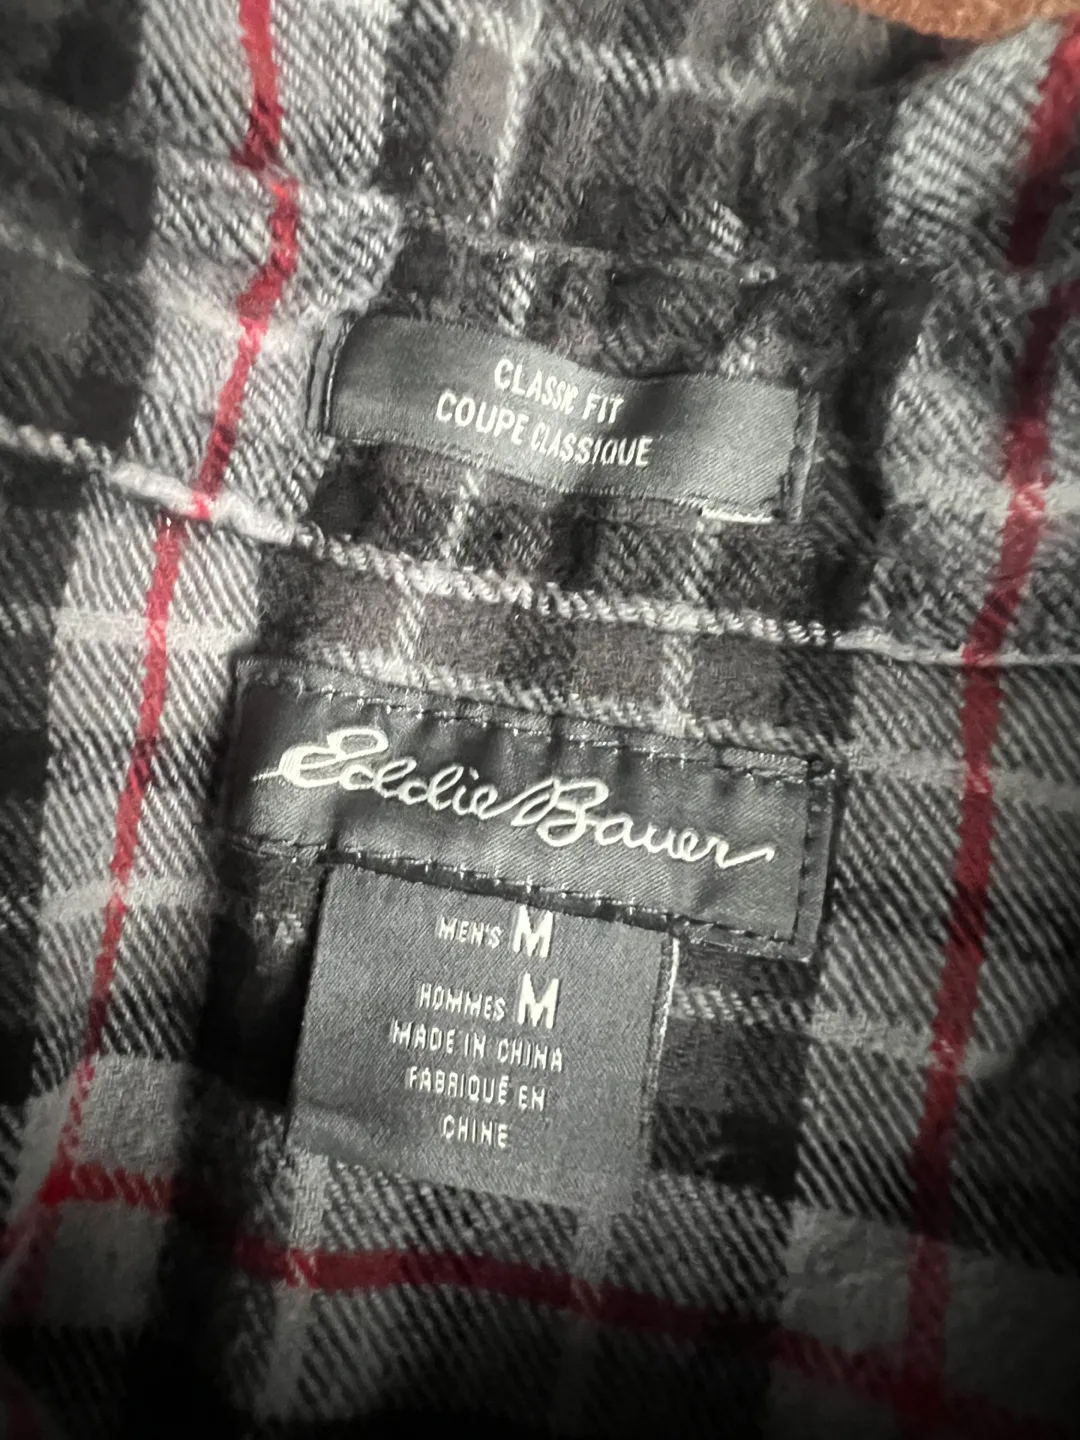 CLASSIC FIT
COUPE CLASSIQUE
Eddie Bauer
MEN'S M
HOMMES M
MADE IN CHINA
FABRIQUÉ EN
CHINE